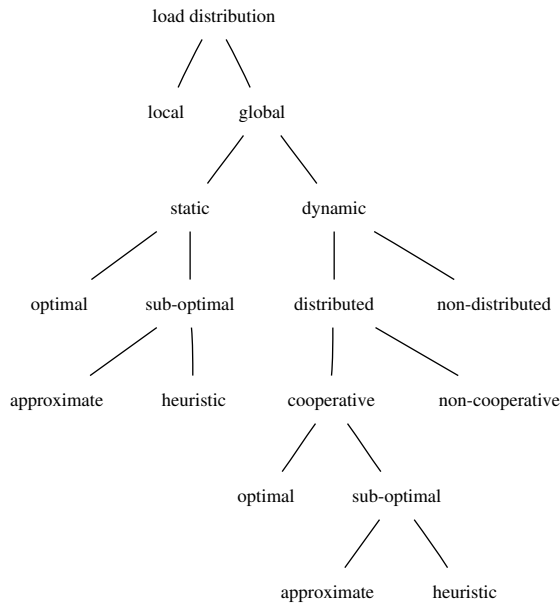 load distribution
local global
static dynamic
optimal sub-optimal distributed non-distributed
approximate heuristic cooperative non-cooperative
optimal sub-optimal
approximate heuristic